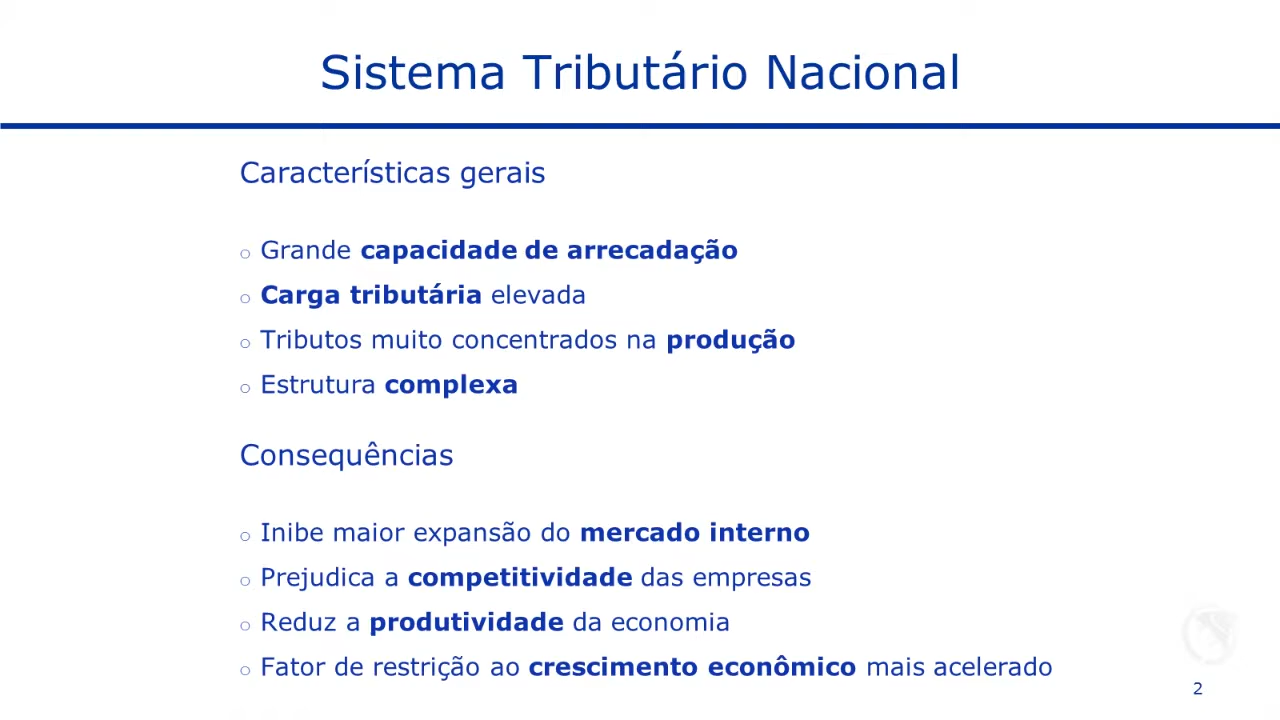 Sistema Tributário Nacional
Características gerais
o Grande capacidade de arrecadação
o Carga tributária elevada
o Tributos muito concentrados na produção
o Estrutura complexa
Consequências
o Inibe maior expansão do mercado interno
o Prejudica a competitividade das empresas
o Reduz a produtividade da economia
o Fator de restrição ao crescimento econômico mais acelerado
2